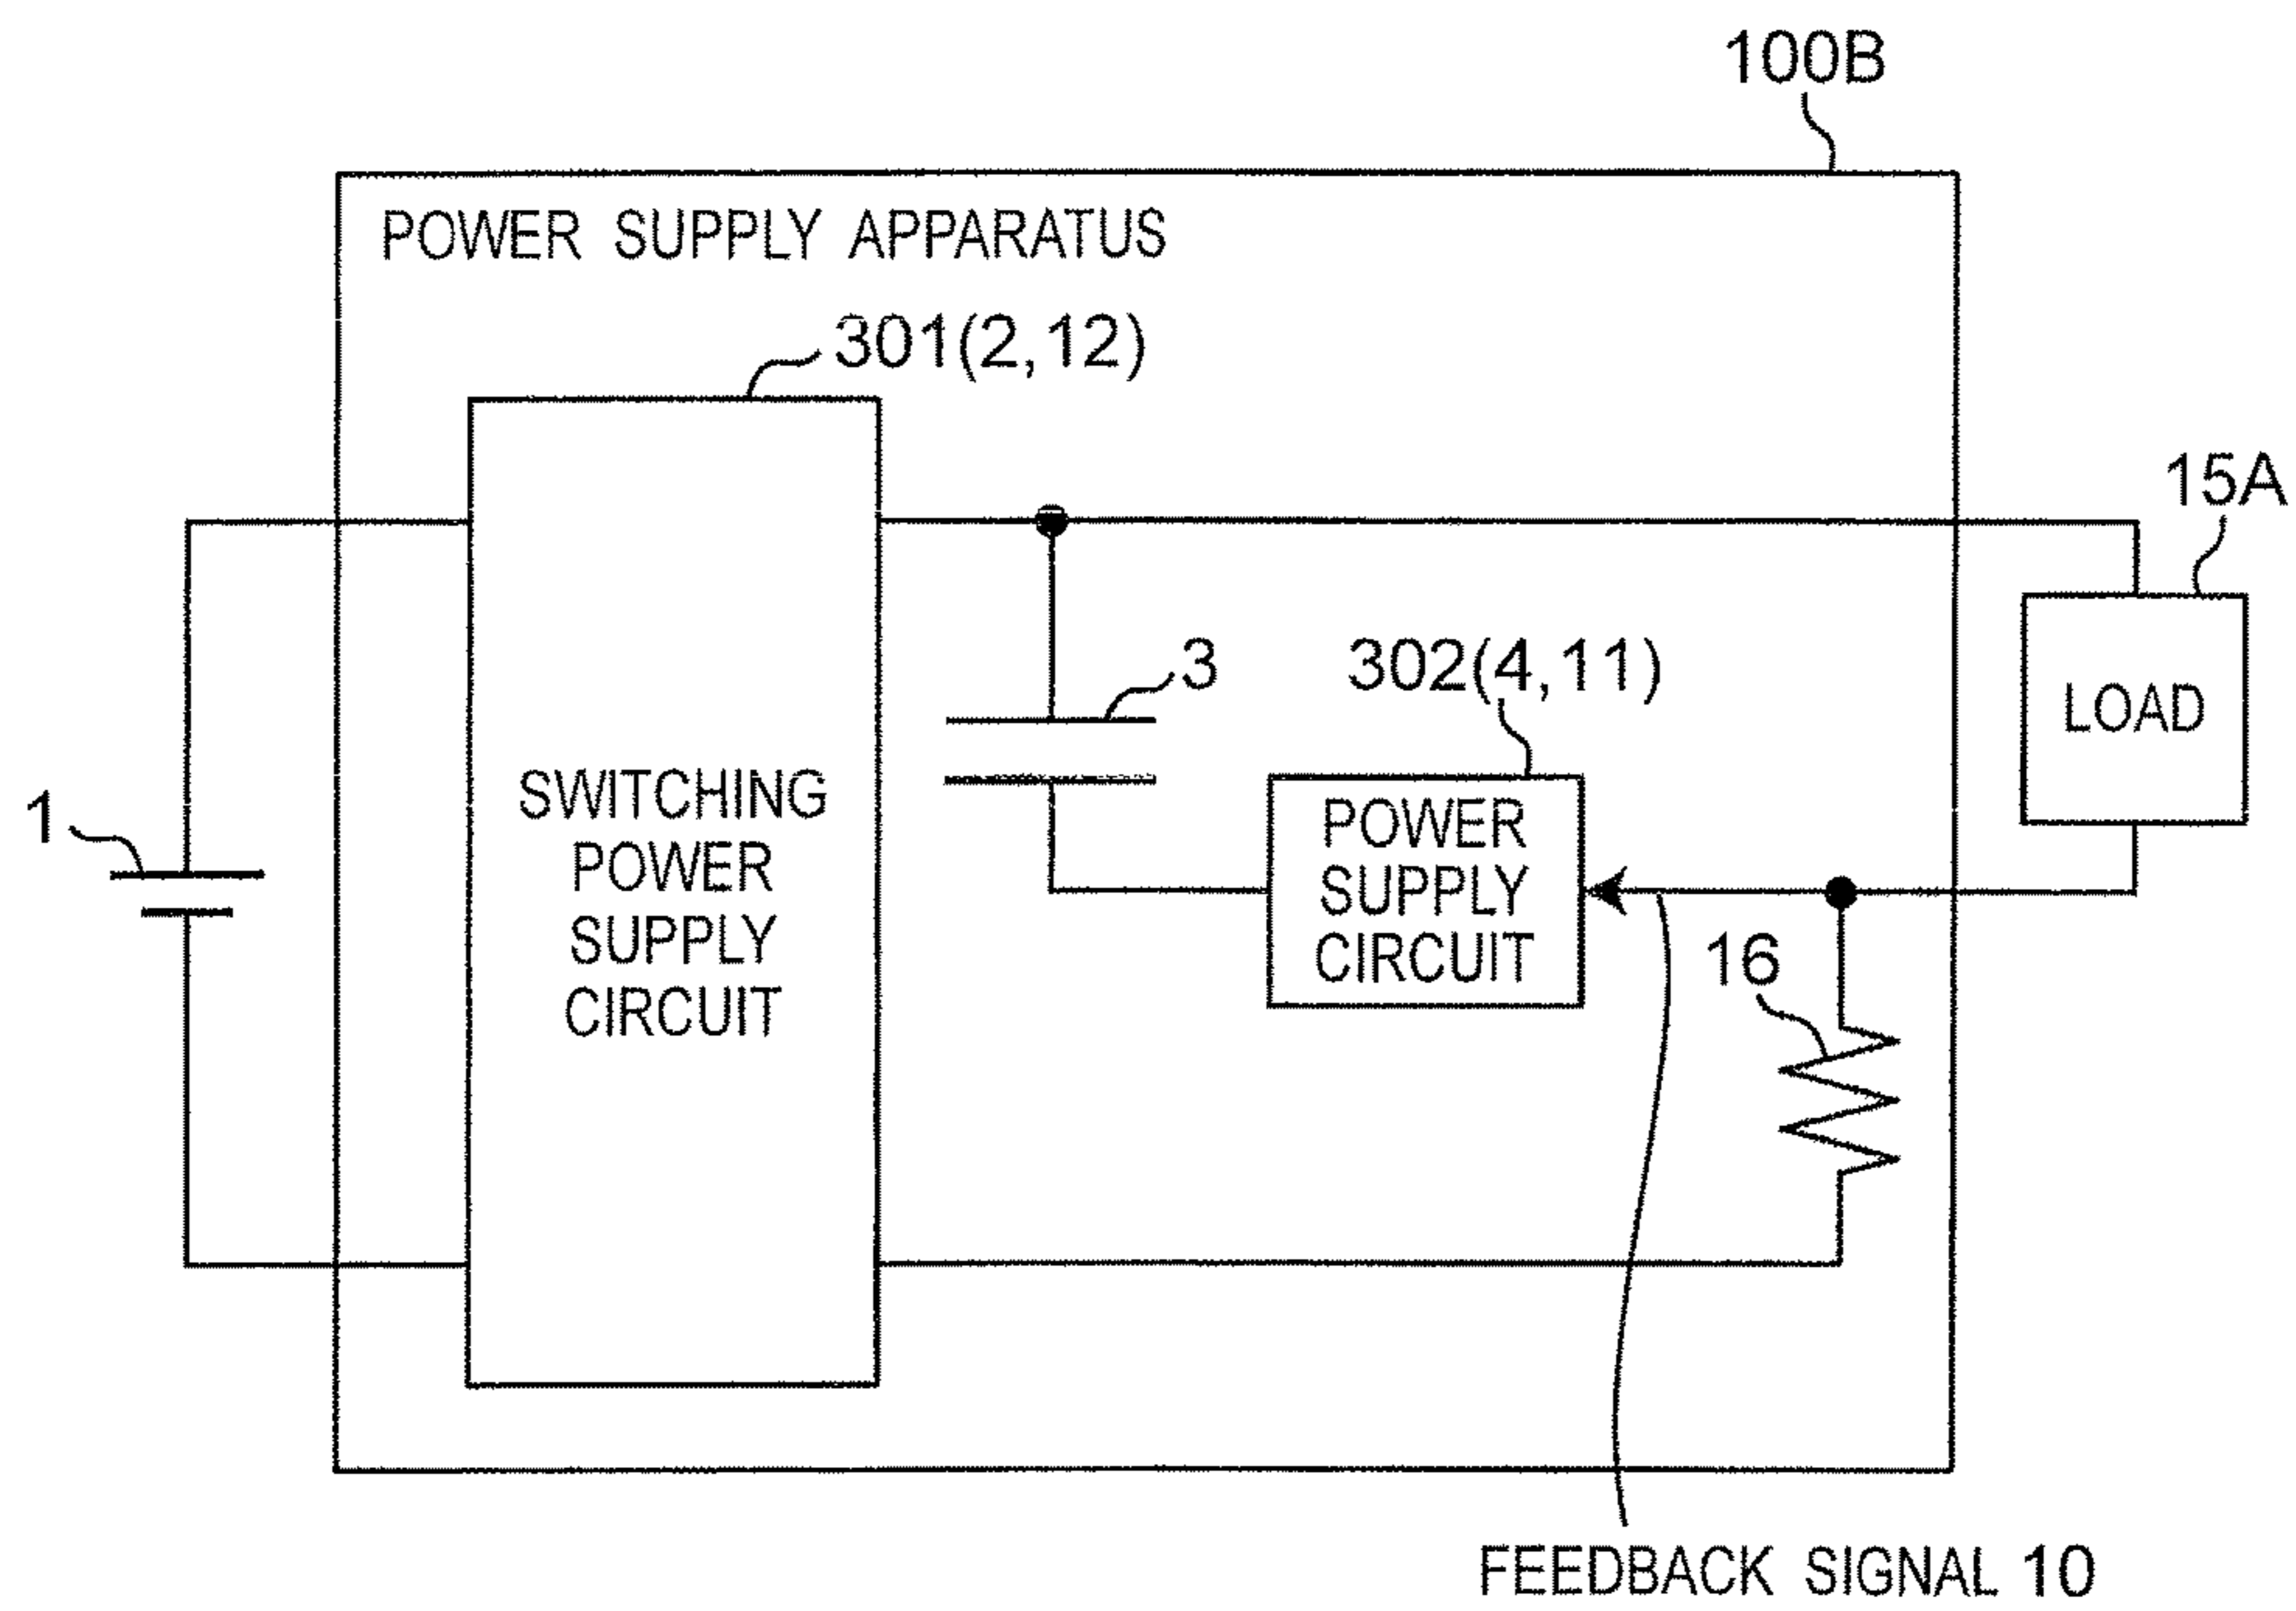 100B
POWER SUPPLY APPARATUS
301(2,12)
15A
3
302(4,11)
LOAD
1
SWITCHING
POWER
SUPPLY
CIRCUIT
POWER
SUPPLY
CIRCUIT
16
FEEDBACK SIGNAL 10